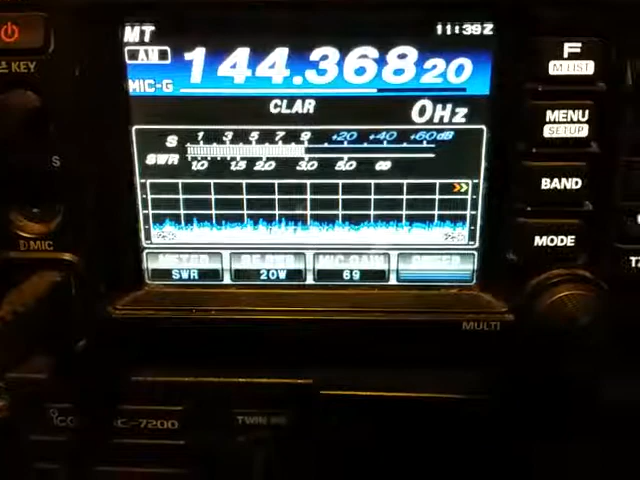 MT
11:39Z
AM
144.368 20
MIC-G
CLAR
0Hz
S 1 3 5 7 9 +20 +40 +60dB
SWR 1.0 1.5 2.0 3.0 5.0 ∞
>>
METER
MIC GAIN
SWR
20W
69
KEY
S
DMIC
F
M.LIST
MENU
SETUP
BAND
MODE
MULTI
IC-7200
TWIN